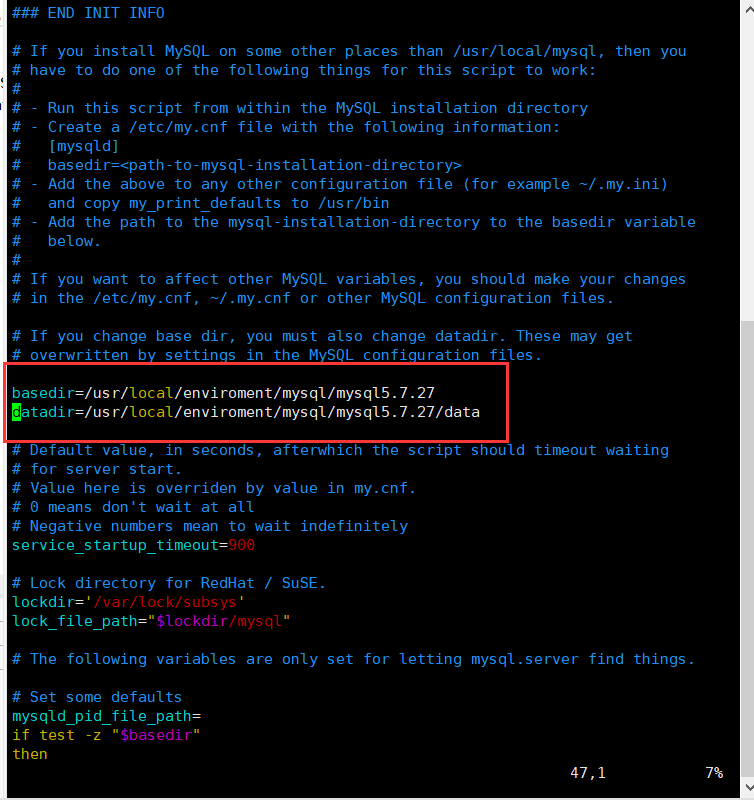 ### END INIT INFO
# If you install MySQL on some other places than /usr/local/mysql, then you
# have to do one of the following things for this script to work:
#
# - Run this script from within the MySQL installation directory
# - Create a /etc/my.cnf file with the following information:
#   [mysqld]
#   basedir=<path-to-mysql-installation-directory>
# - Add the above to any other configuration file (for example ~/.my.ini)
#   and copy my_print_defaults to /usr/bin
# - Add the path to the mysql-installation-directory to the basedir variable
#   below.
#
# If you want to affect other MySQL variables, you should make your changes
# in the /etc/my.cnf, ~/.my.cnf or other MySQL configuration files.
# If you change base dir, you must also change datadir. These may get
# overwritten by settings in the MySQL configuration files.
basedir=/usr/local/enviroment/mysql/mysql5.7.27
datadir=/usr/local/enviroment/mysql/mysql5.7.27/data
# Default value, in seconds, afterwhich the script should timeout waiting
# for server start.
# Value here is overriden by value in my.cnf.
# 0 means don't wait at all
# Negative numbers mean to wait indefinitely
service_startup_timeout=900
# Lock directory for RedHat / SuSE.
lockdir='/var/lock/subsys'
lock_file_path="$lockdir/mysql"
# The following variables are only set for letting mysql.server find things.
# Set some defaults
mysqld_pid_file_path=
if test -z "$basedir"
then
47,1 7%